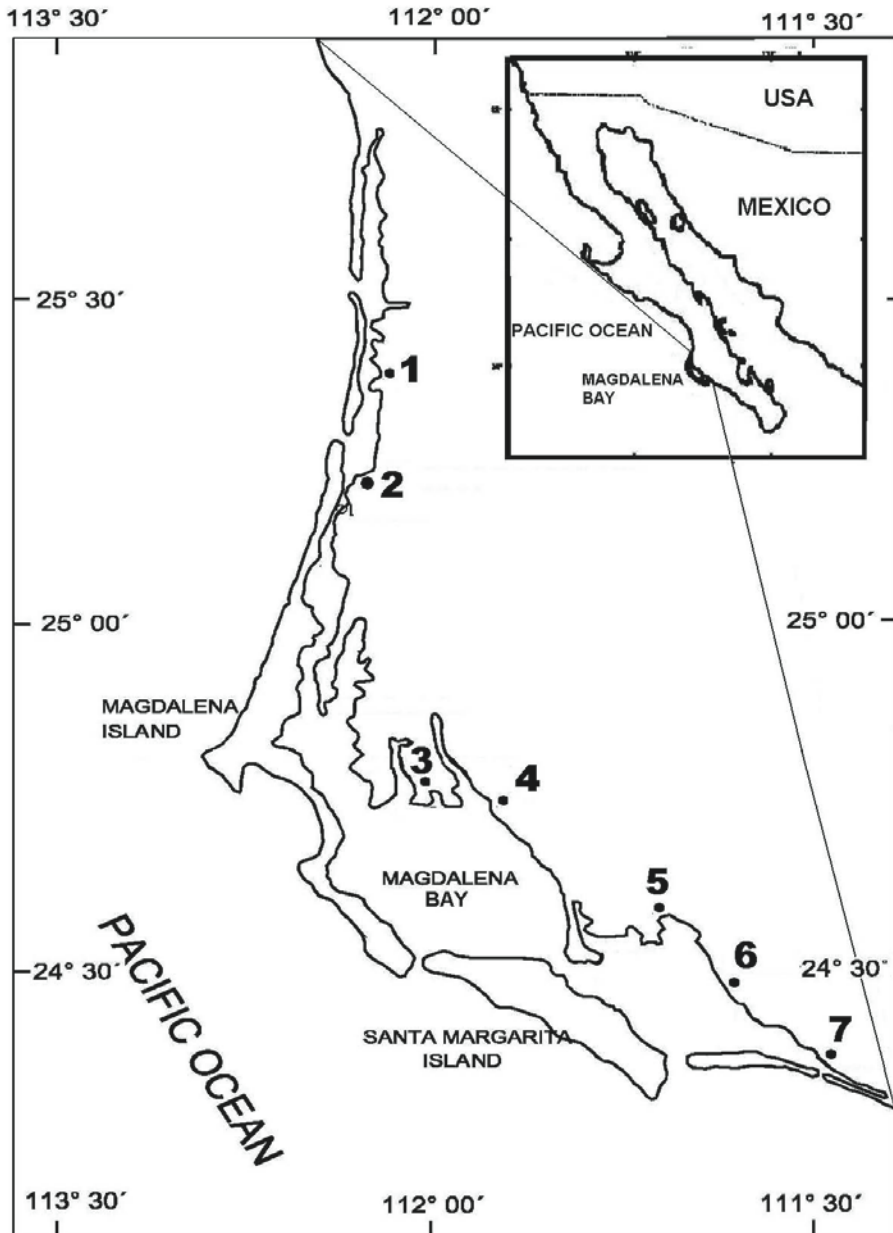 113° 30´
112° 00´
111° 30´
USA
MEXICO
PACIFIC OCEAN
MAGDALENA
BAY
25° 30´
1
2
25° 00´
25° 00´
MAGDALENA
ISLAND
3
4
MAGDALENA
BAY
5
6
24° 30´
24° 30´
7
SANTA MARGARITA
ISLAND
PACIFIC OCEAN
113° 30´
112° 00´
111° 30´